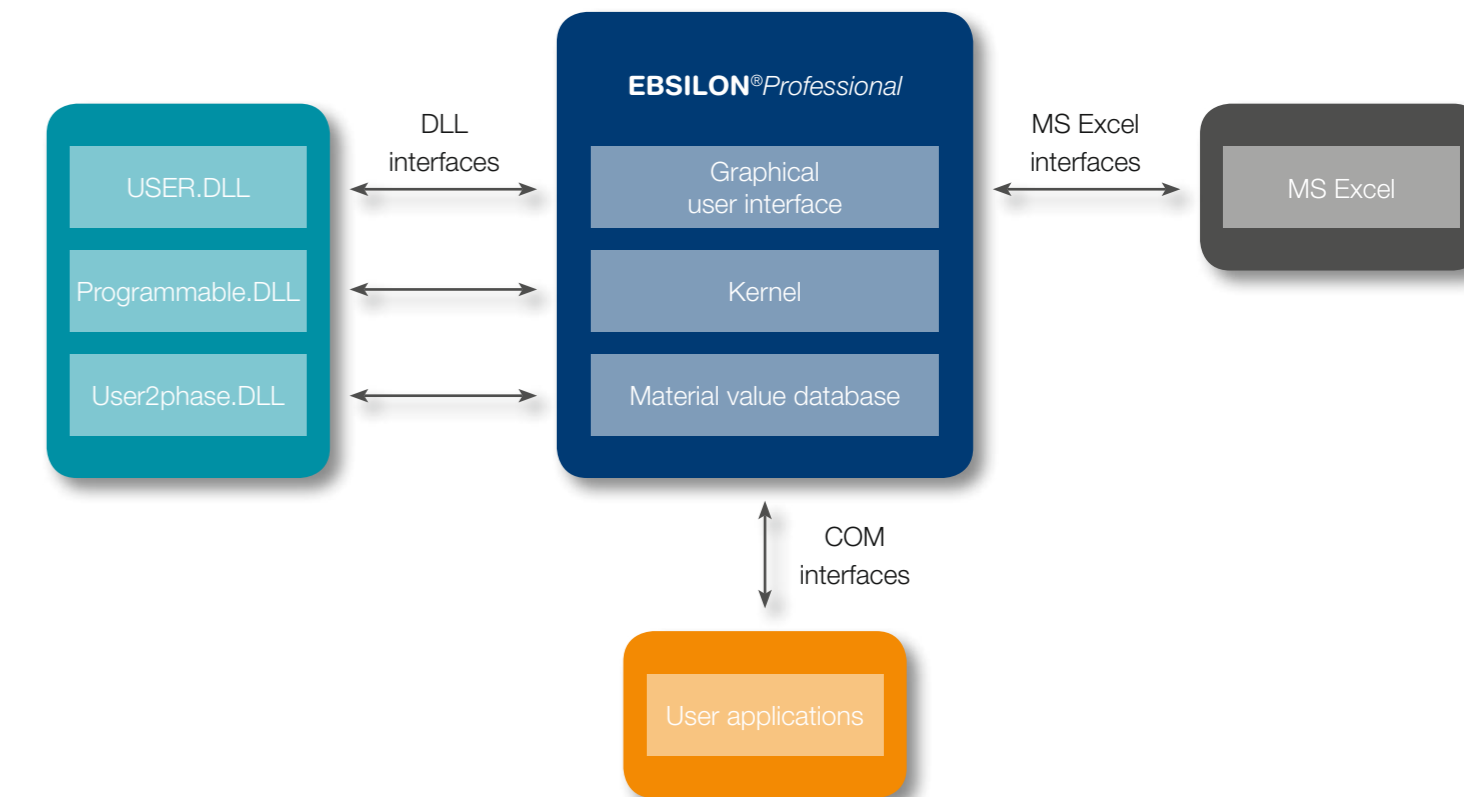 EBSILON®Professional
DLL
interfaces
MS Excel
interfaces
USER.DLL
Graphical
user interface
MS Excel
Programmable.DLL
Kernel
User2phase.DLL
Material value database
COM
interfaces
User applications